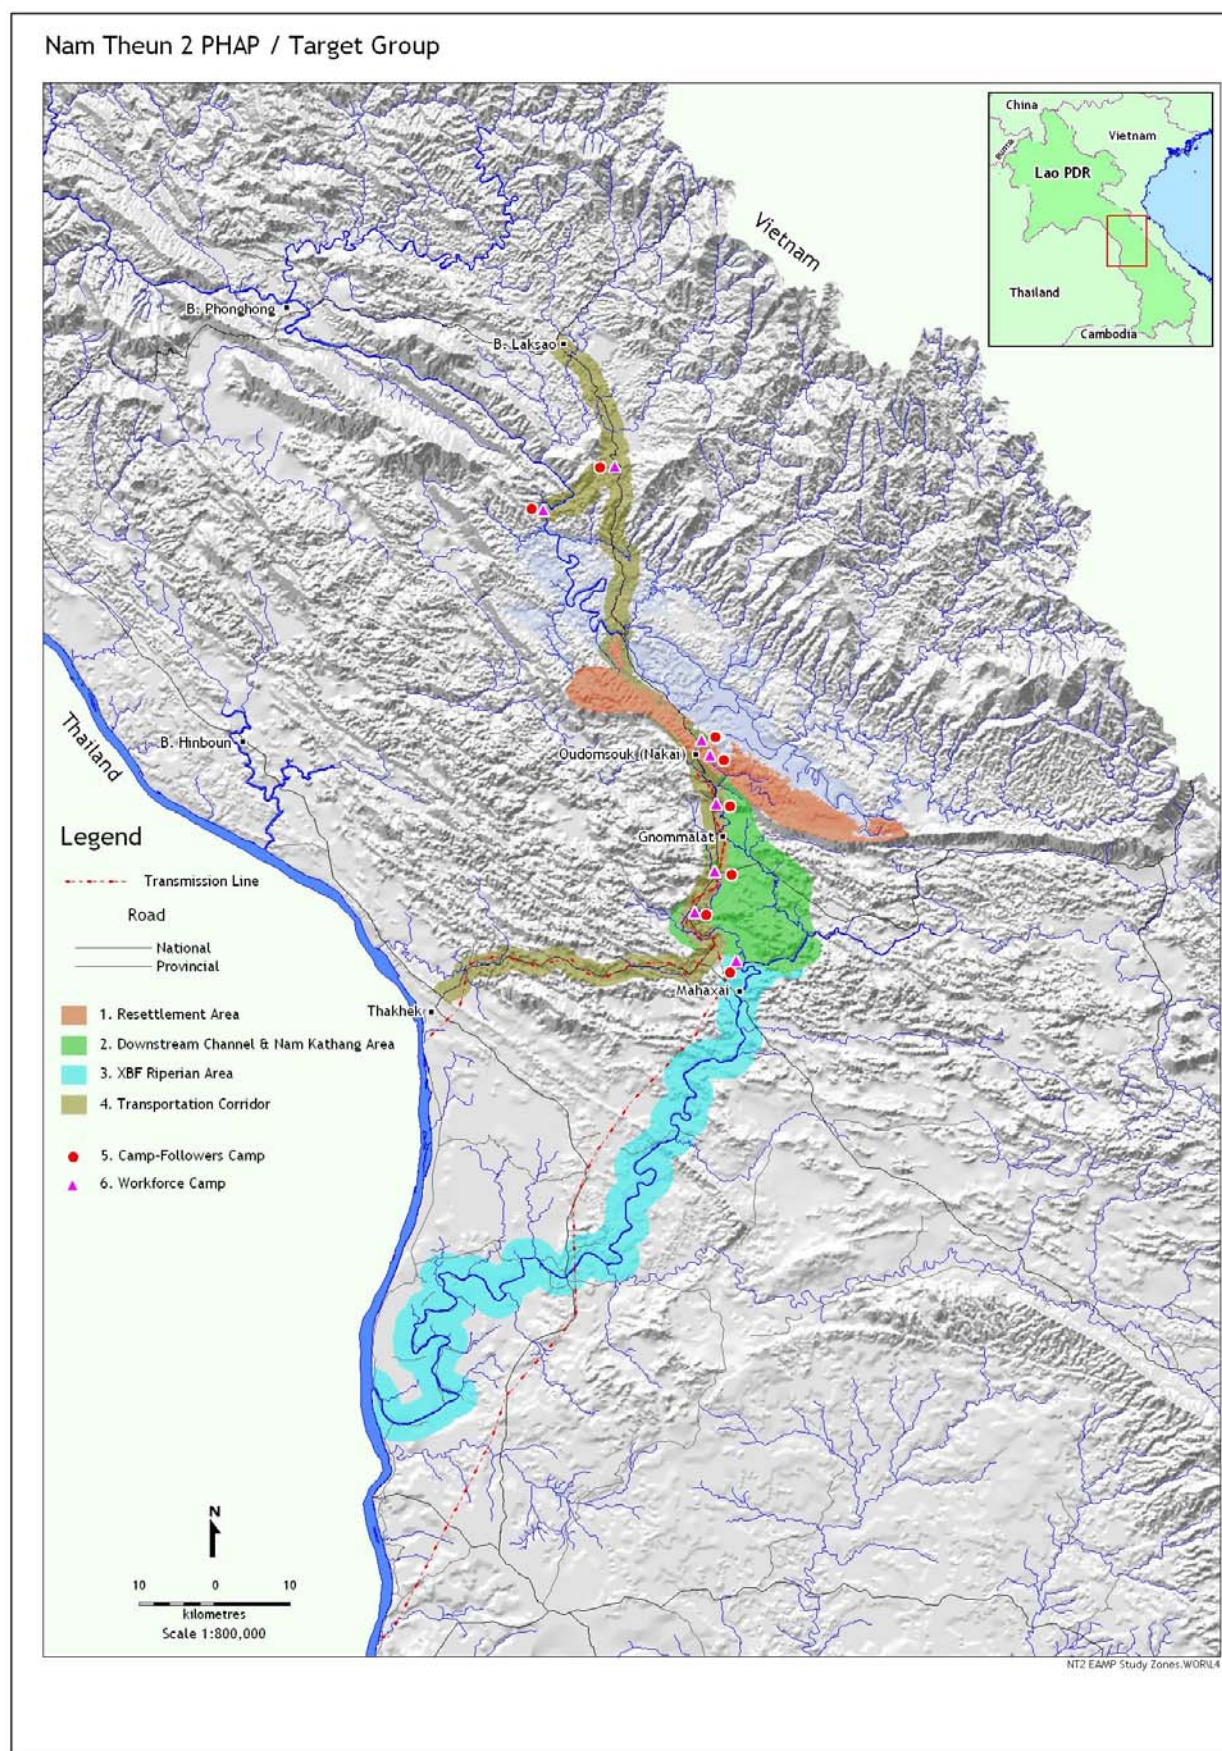 Nam Theun 2 PHAP / Target Group
China
Vietnam
Burma
Lao PDR
Thailand
Cambodia
Vietnam
B. Phonghong
B. Laksao
Thailand
B. Hinboun
Oudomsouk (Nakai)
Gnommalat
Mahaxai
Thakhek
Legend
Transmission Line
Road
National
Provincial
1. Resettlement Area
2. Downstream Channel & Nam Kathang Area
3. XBF Riperian Area
4. Transportation Corridor
5. Camp-Followers Camp
6. Workforce Camp
N
10 0 10
kilometres
Scale 1:800,000
NT2 EAMP Study Zones.WOR\L4